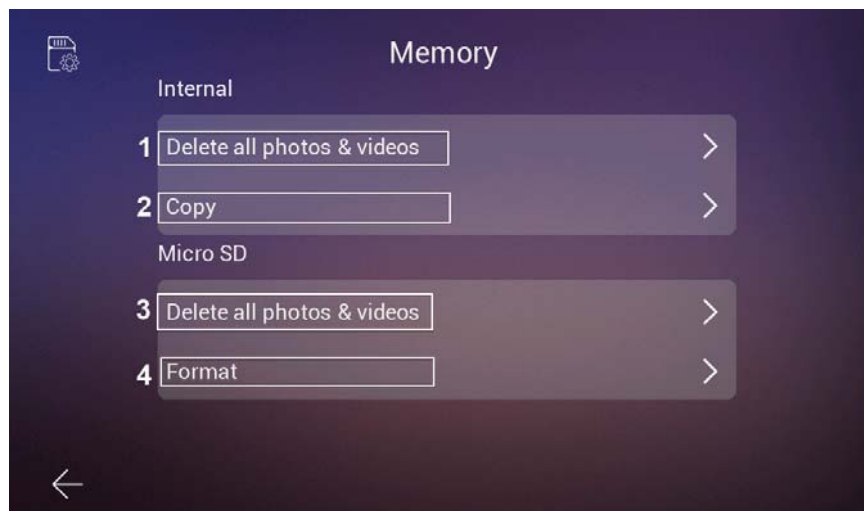 Memory
Internal
1 Delete all photos & videos
2 Copy
Micro SD
3 Delete all photos & videos
4 Format